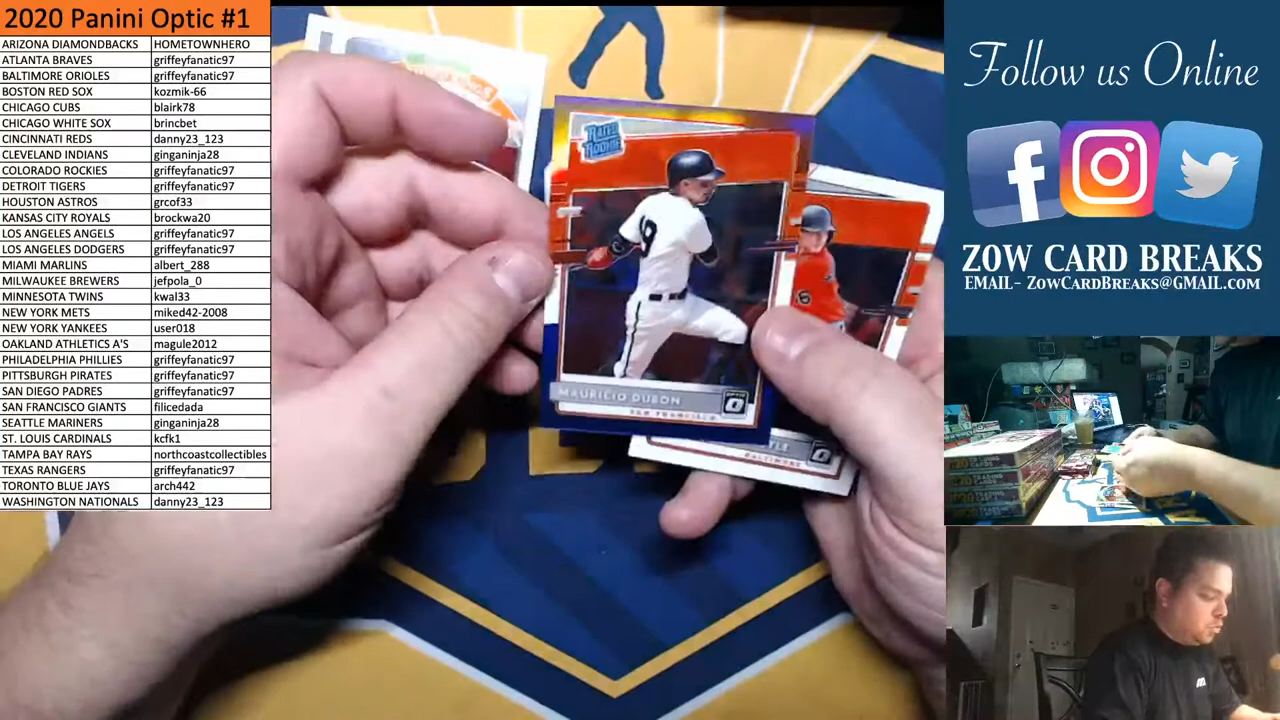 2020 Panini Optic #1
ARIZONA DIAMONDBACKS HOMETOWNHERO
ATLANTA BRAVES griffeyfanatic97
BALTIMORE ORIOLES griffeyfanatic97
BOSTON RED SOX kozmik-66
CHICAGO CUBS blairk78
CHICAGO WHITE SOX brincbet
CINCINNATI REDS danny23_123
CLEVELAND INDIANS ginganinja28
COLORADO ROCKIES griffeyfanatic97
DETROIT TIGERS griffeyfanatic97
HOUSTON ASTROS grcof33
KANSAS CITY ROYALS brockwa20
LOS ANGELES ANGELS griffeyfanatic97
LOS ANGELES DODGERS griffeyfanatic97
MIAMI MARLINS albert_288
MILWAUKEE BREWERS jefpola_0
MINNESOTA TWINS kwal33
NEW YORK METS miked42-2008
NEW YORK YANKEES user018
OAKLAND ATHLETICS A'S magule2012
PHILADELPHIA PHILLIES griffeyfanatic97
PITTSBURGH PIRATES griffeyfanatic97
SAN DIEGO PADRES griffeyfanatic97
SAN FRANCISCO GIANTS filicedada
SEATTLE MARINERS ginganinja28
ST. LOUIS CARDINALS kcfk1
TAMPA BAY RAYS northcoastcollectibles
TEXAS RANGERS griffeyfanatic97
TORONTO BLUE JAYS arch442
WASHINGTON NATIONALS danny23_123
RATED ROOKIE
9
6
MAURICIO DUBON
OPTIC
SAN FRANCISCO
BALTIMORE
Follow us Online
ZOW CARD BREAKS
EMAIL- ZOWCARDBREAKS@GMAIL.COM